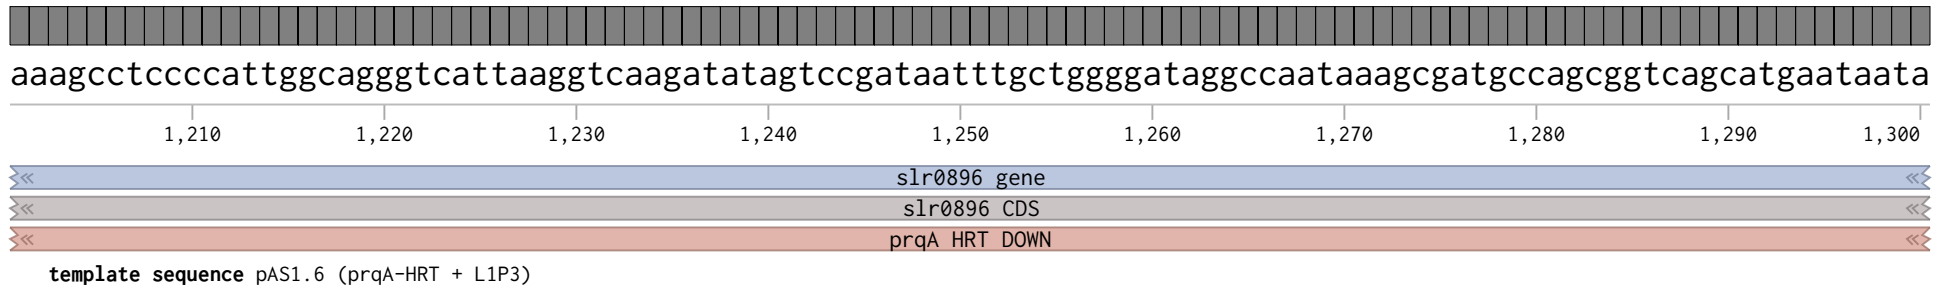 aaagcctccccattggcagggtcattaaggtcaagatatagtccgataatttgctggggataggccaataaagcgatgccagcggtcagcatgaataata
1,210 1,220 1,230 1,240 1,250 1,260 1,270 1,280 1,290 1,300
slr0896 gene
slr0896 CDS
prqA HRT DOWN
template sequence pAS1.6 (prqA-HRT + L1P3)